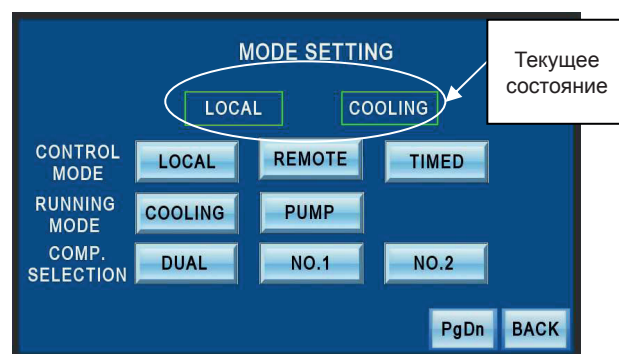 MODE SETTING
Текущее
состояние
LOCAL COOLING
CONTROL
MODE
LOCAL REMOTE TIMED
RUNNING
MODE
COOLING PUMP
COMP.
SELECTION
DUAL NO.1 NO.2
PgDn BACK